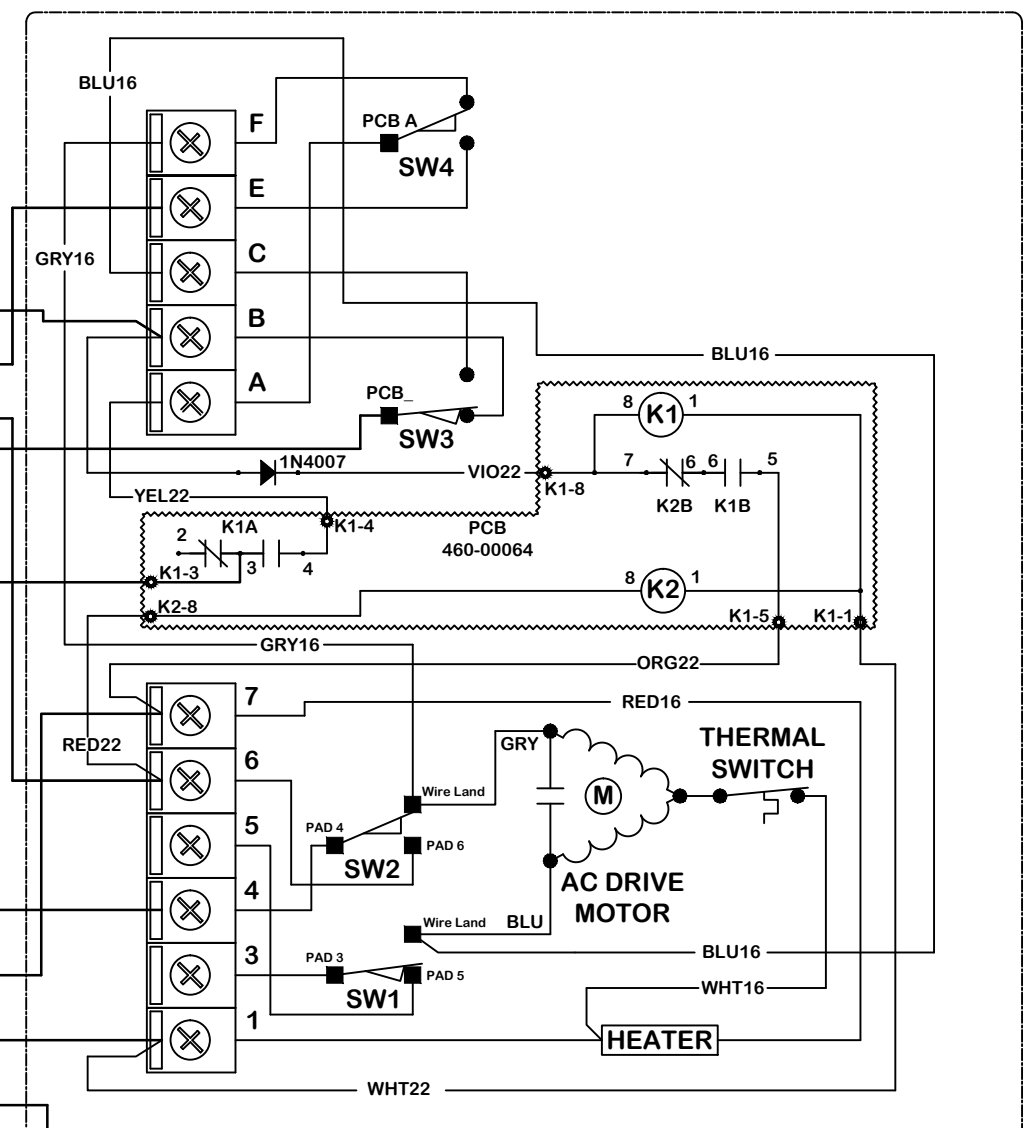 BLU16
F
PCB A
SW4
E
C
GRY16
B
BLU16
A
PCB_
SW3
8
K1
1
1N4007
VIO22
K1-8
7
6
6
5
K2B
K1B
YEL22
K1-4
PCB
460-00064
2
K1A
3
4
K1-3
K2-8
8
K2
1
K1-5
K1-1
GRY16
ORG22
7
RED16
RED22
GRY
THERMAL
SWITCH
6
Wire Land
M
5
PAD 4
PAD 6
SW2
4
AC DRIVE
MOTOR
Wire Land
BLU
BLU16
3
PAD 3
PAD 5
SW1
WHT16
1
HEATER
WHT22